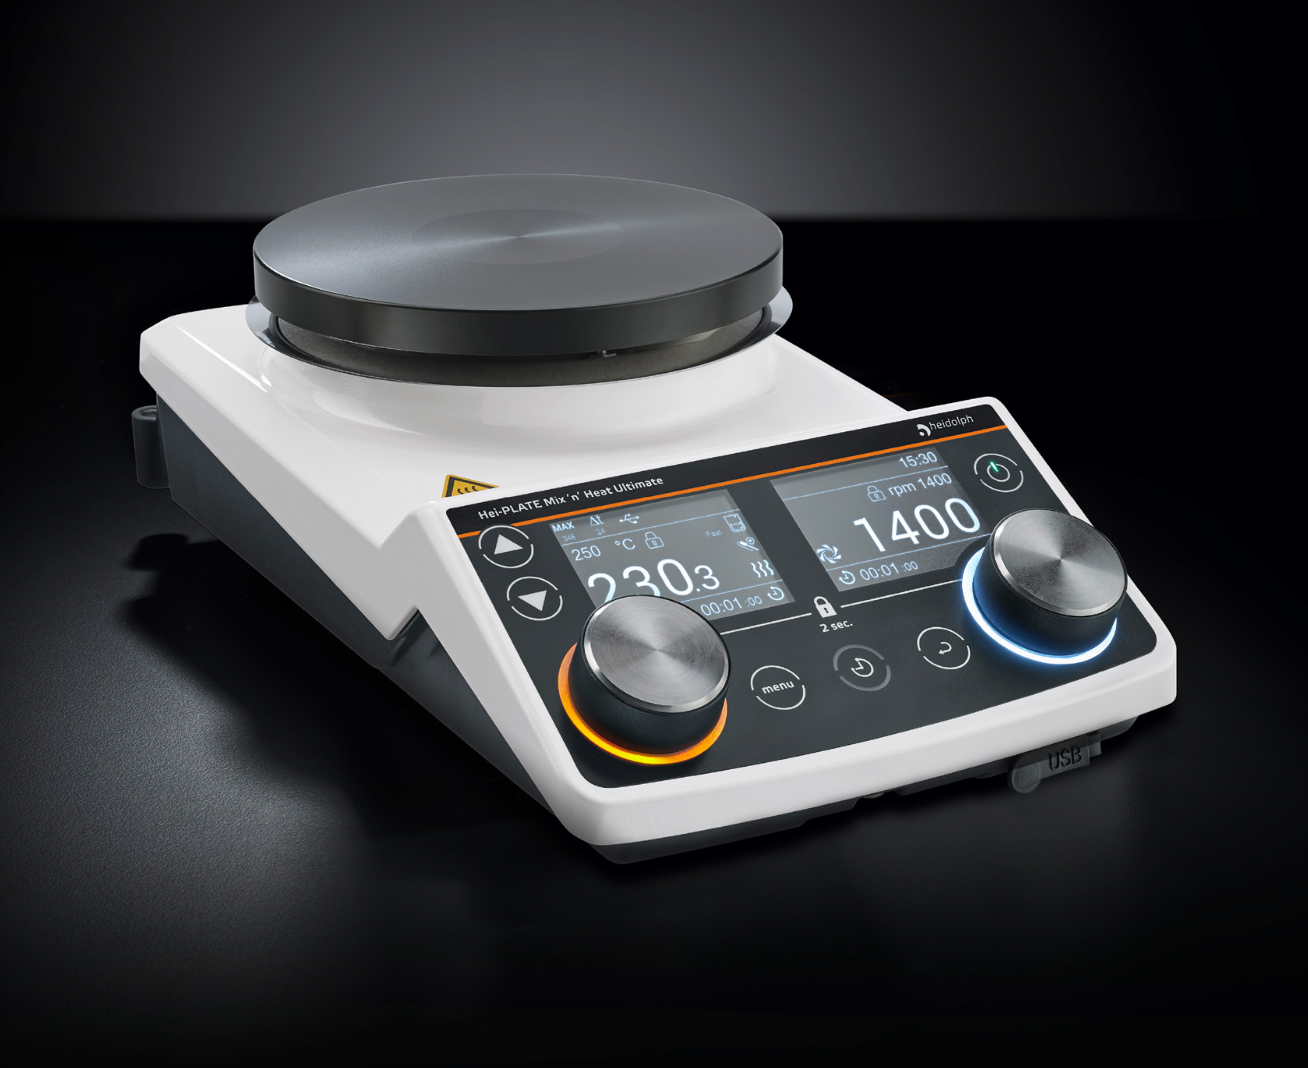 heidolph
Hei-PLATE Mix 'n' Heat Ultimate
MAX Δt
250 °C
Fast
230.3
00:01:00
15:30
rpm 1400
1400
00:01:00
2 sec.
menu
USB